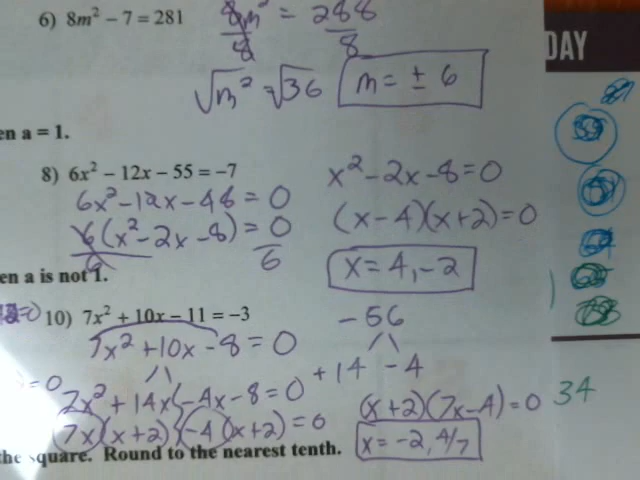 6) 8m² − 7 = 281
8m² = 288
8 8
√m² = √36 m = ± 6
DAY
en a = 1.
8) 6x² − 12x − 55 = −7
x² − 2x − 8 = 0
6x² − 12x − 48 = 0
(x − 4)(x + 2) = 0
6(x² − 2x − 8) = 0
6 6
x = 4, −2
en a is not 1.
10) 7x² + 10x − 11 = −3
−56
7x² + 10x − 8 = 0
+14 −4
= 0
7x² + 14x − 4x − 8 = 0
(x + 2)(7x − 4) = 0
34
7x(x + 2) −4(x + 2) = 0
x = −2, 4/7
the square. Round to the nearest tenth.